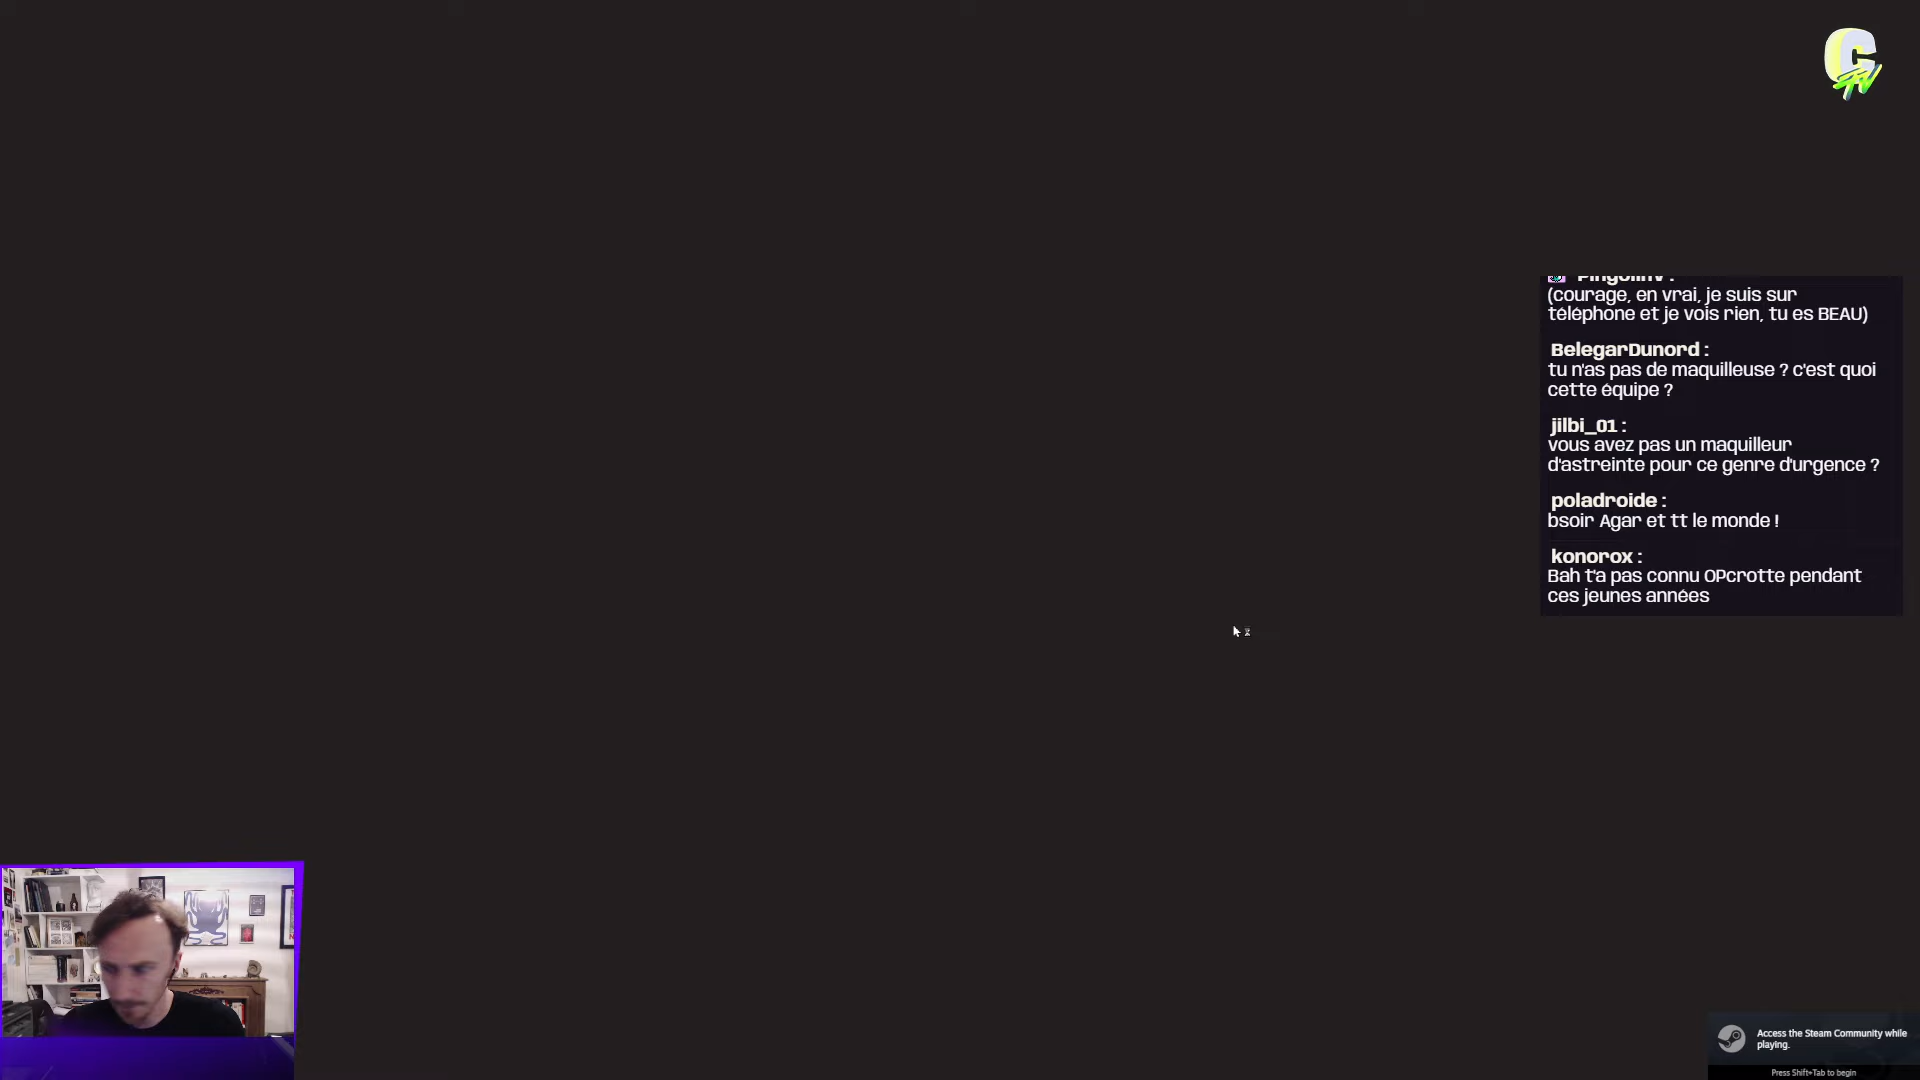 PingolinV :
(courage, en vrai, je suis sur
téléphone et je vois rien, tu es BEAU)
BelegarDunord :
tu n'as pas de maquilleuse ? c'est quoi
cette équipe ?
jilbi_01 :
vous avez pas un maquilleur
d'astreinte pour ce genre d'urgence ?
poladroide :
bsoir Agar et tt le monde !
konorox :
Bah t'a pas connu OPcrotte pendant
ces jeunes années
Access the Steam Community while
playing.
Press Shift+Tab to begin